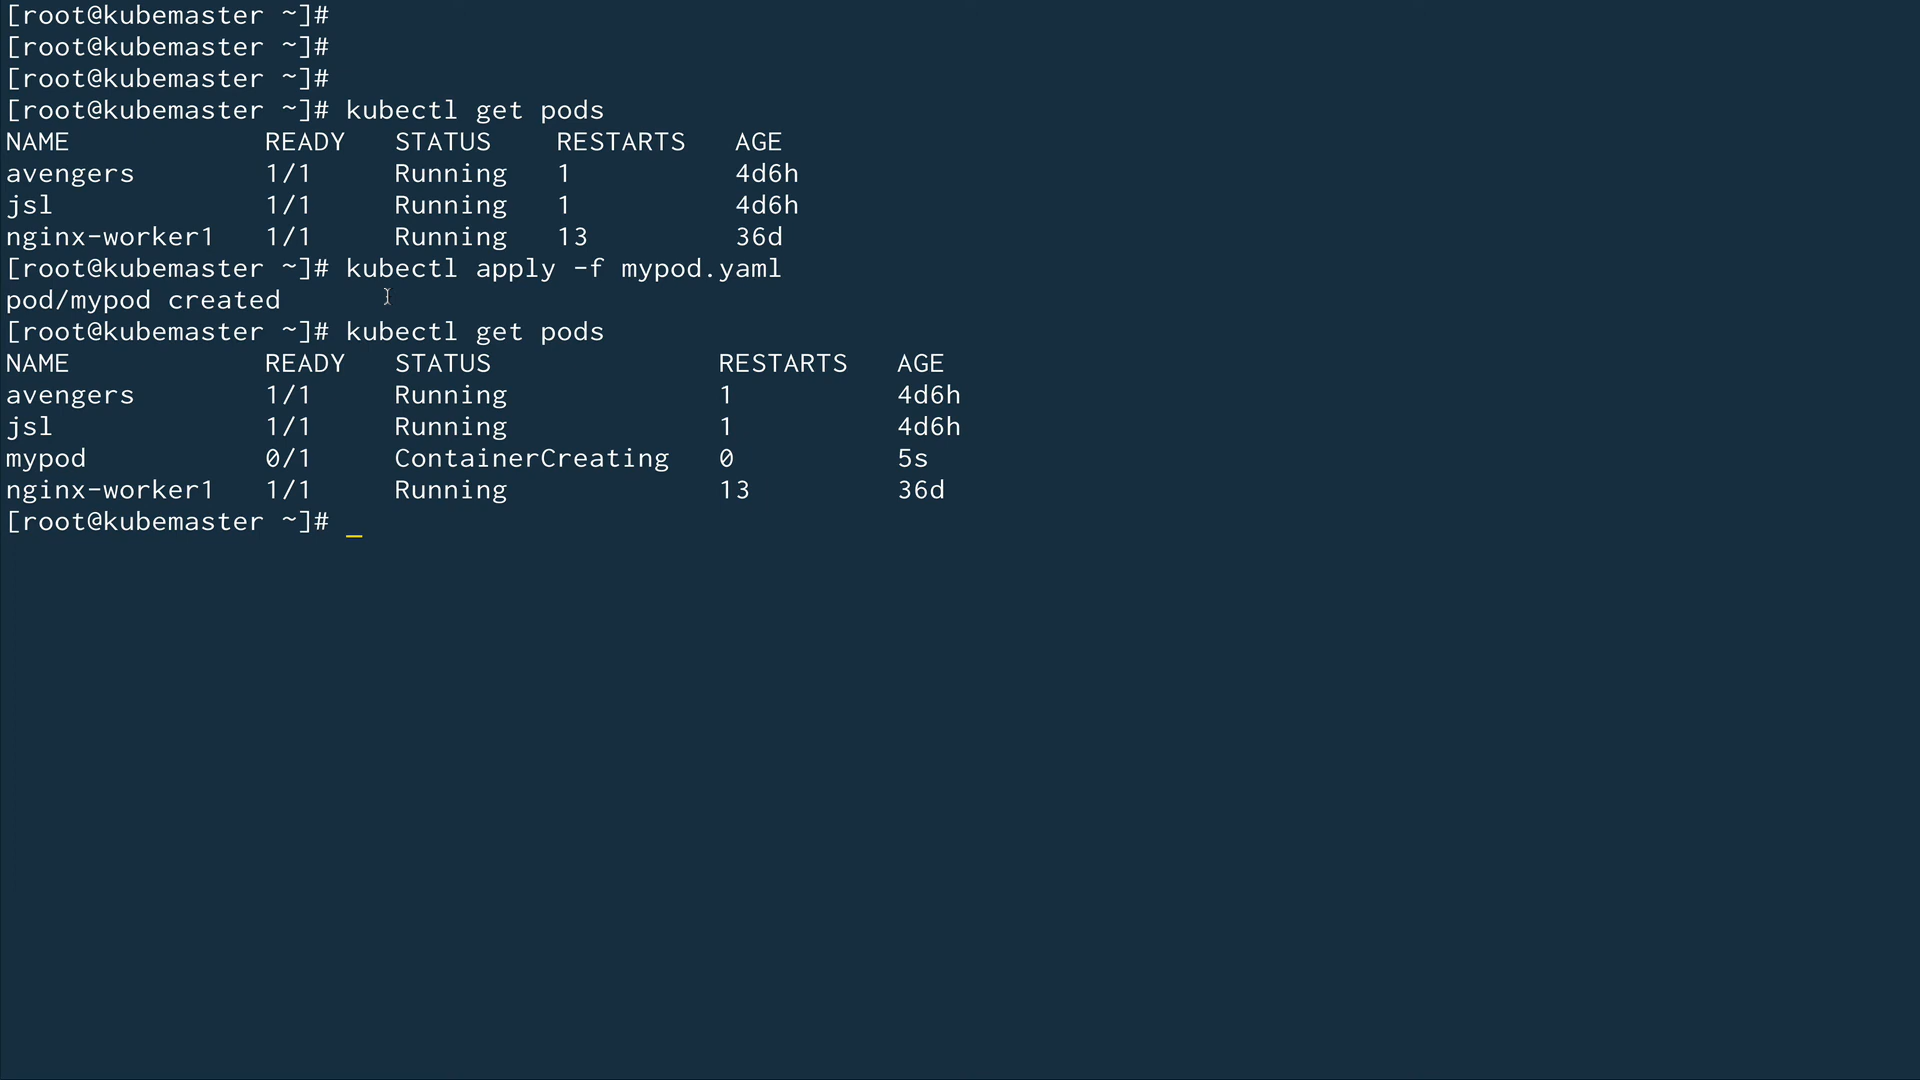 [root@kubemaster ~]#
[root@kubemaster ~]#
[root@kubemaster ~]#
[root@kubemaster ~]# kubectl get pods
NAME            READY   STATUS    RESTARTS   AGE
avengers        1/1     Running   1          4d6h
jsl             1/1     Running   1          4d6h
nginx-worker1   1/1     Running   13         36d
[root@kubemaster ~]# kubectl apply -f mypod.yaml
pod/mypod created
[root@kubemaster ~]# kubectl get pods
NAME            READY   STATUS              RESTARTS   AGE
avengers        1/1     Running             1          4d6h
jsl             1/1     Running             1          4d6h
mypod           0/1     ContainerCreating   0          5s
nginx-worker1   1/1     Running             13         36d
[root@kubemaster ~]# _